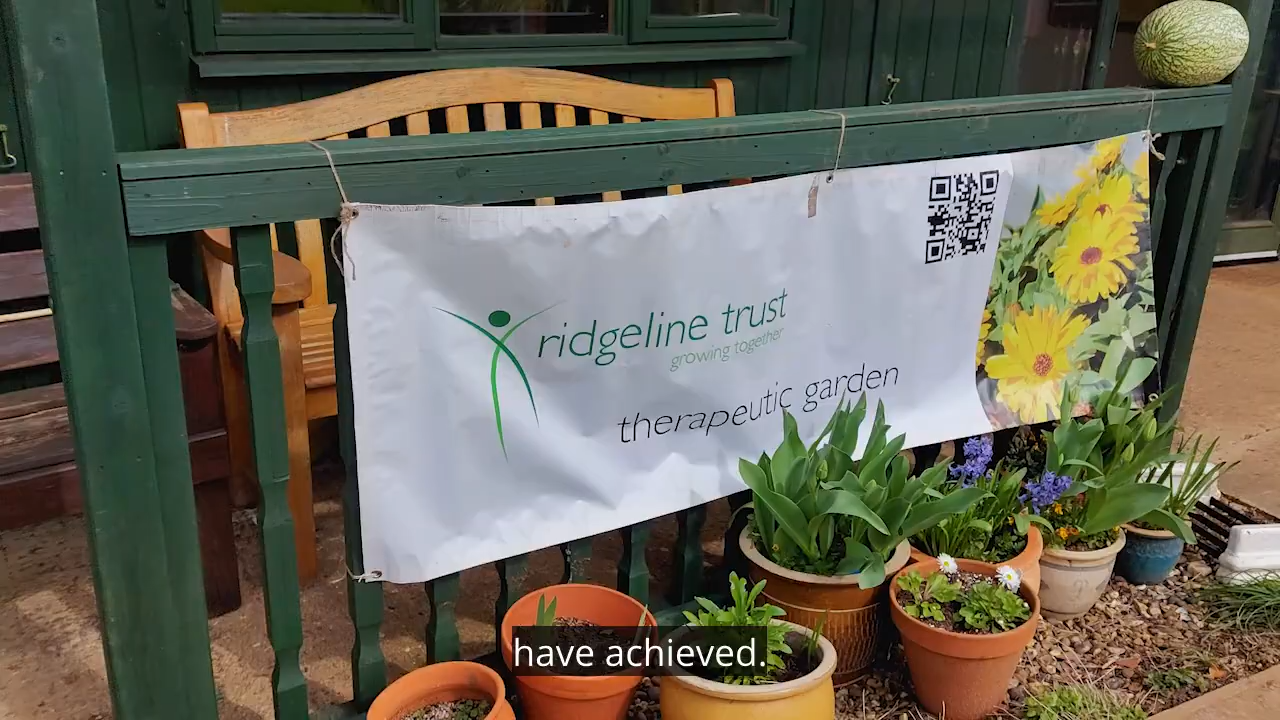 ridgeline trust
growing together
therapeutic garden
have achieved.